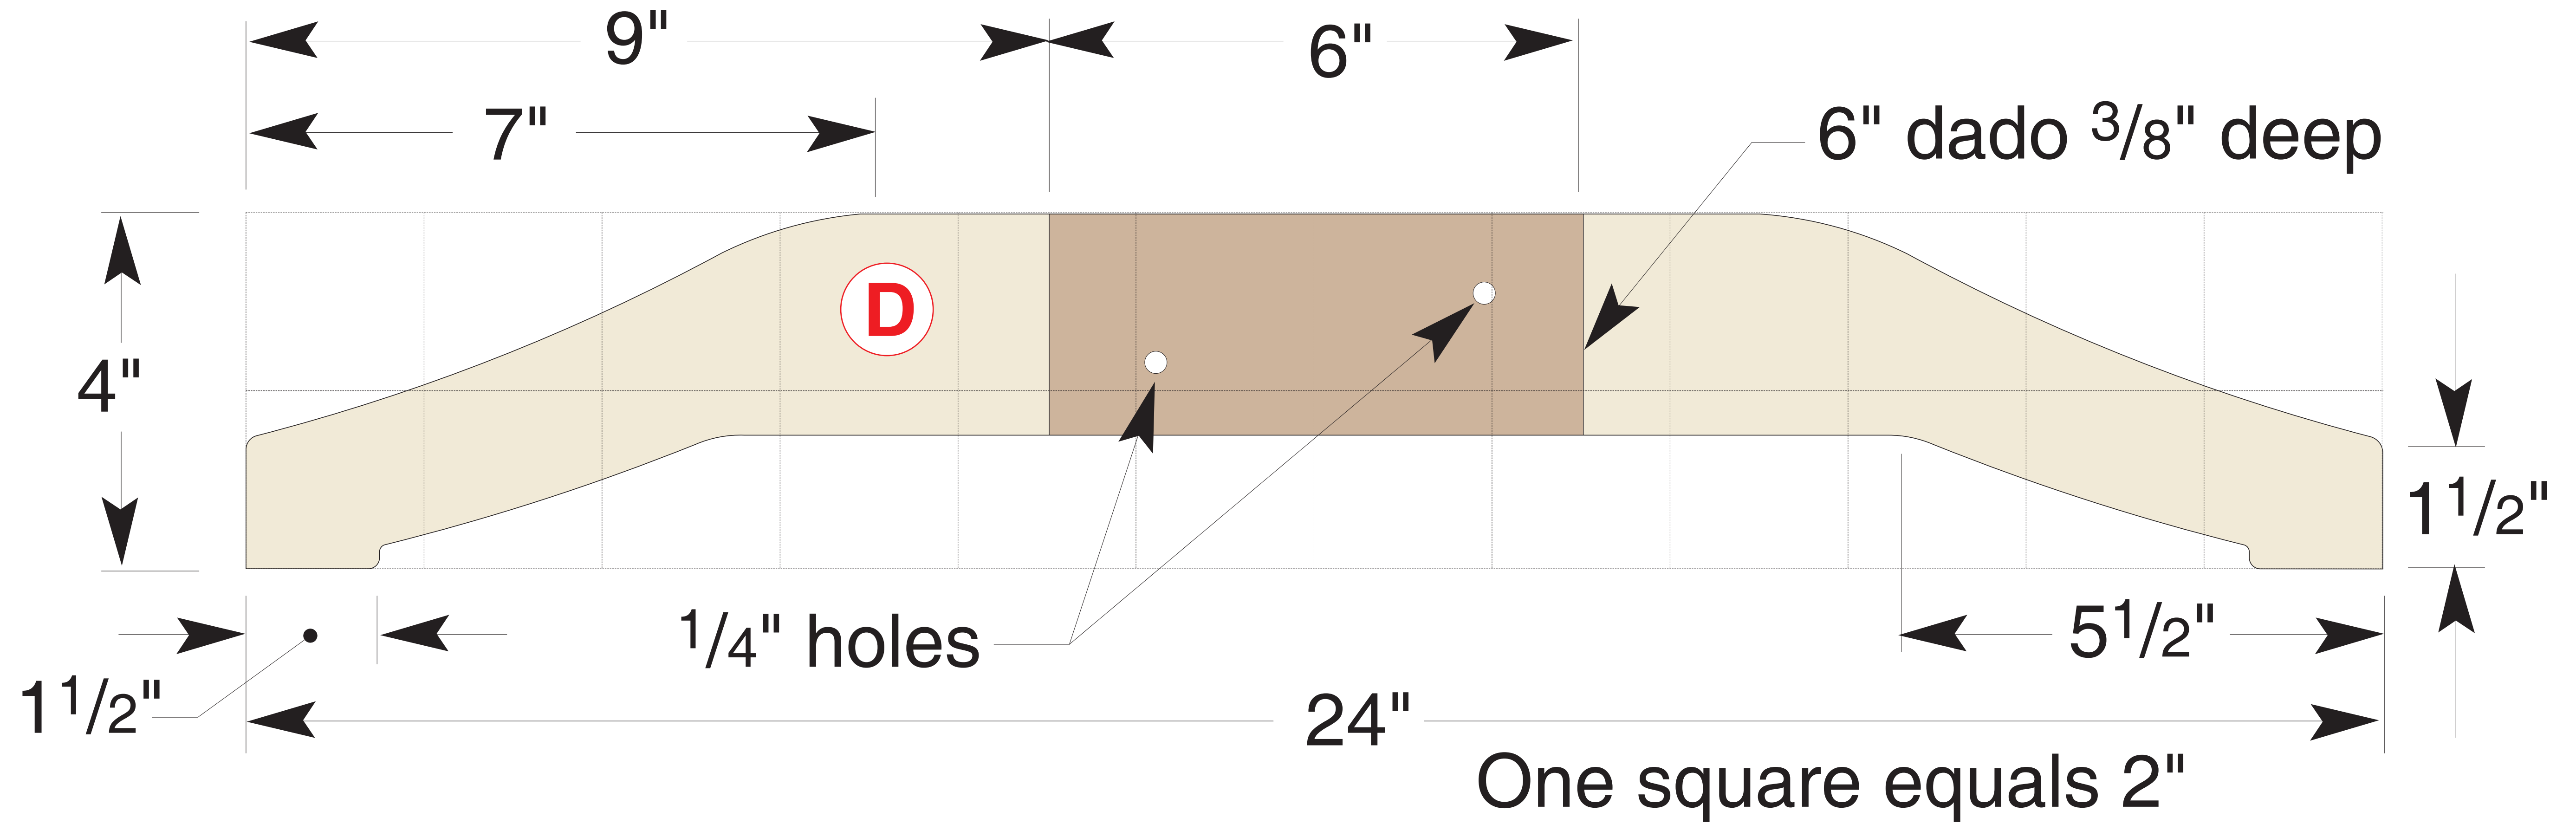 9"
6"
7"
6" dado 3/8" deep
D
4"
1 1/2"
1/4" holes
5 1/2"
1 1/2"
24"
One square equals 2"